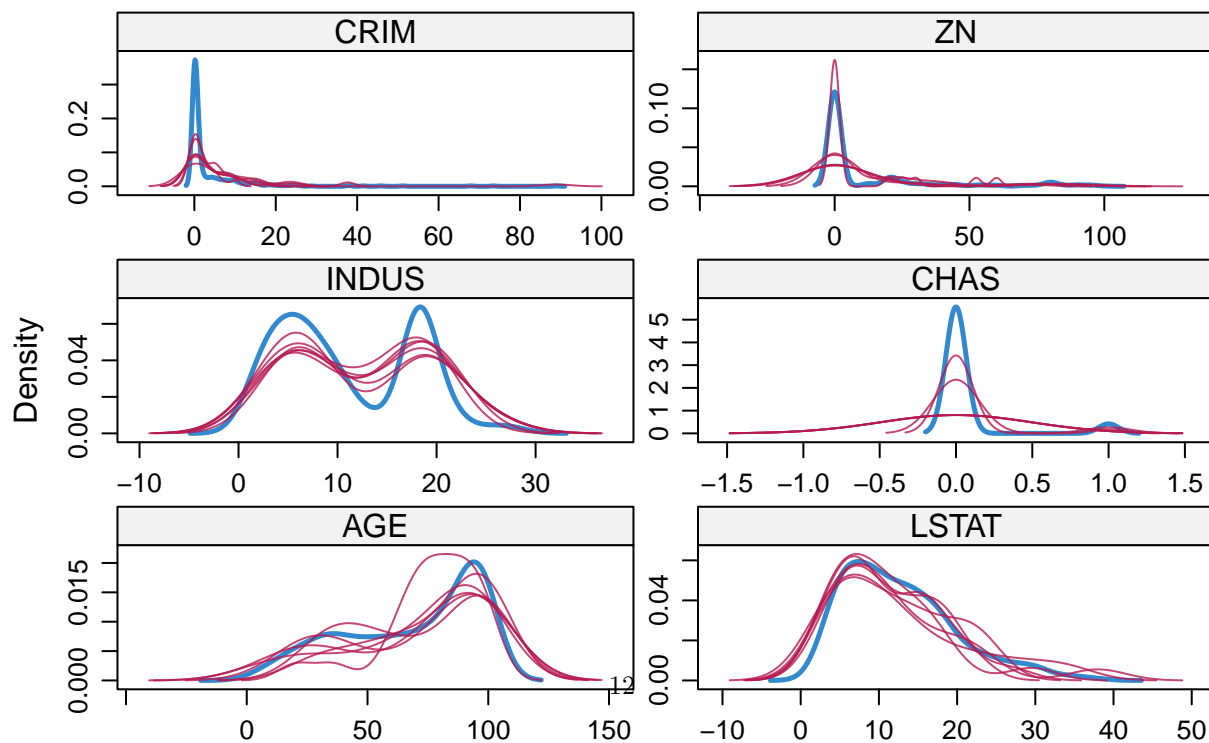 CRIM
0.0 0.2
0 20 40 60 80 100
ZN
0.00 0.10
0 50 100
Density
INDUS
0.00 0.04
−10 0 10 20 30
CHAS
0 1 2 3 4 5
−1.5 −1.0 −0.5 0.0 0.5 1.0 1.5
AGE
0.000 0.015
0 50 100 150
12
LSTAT
0.00 0.04
−10 0 10 20 30 40 50